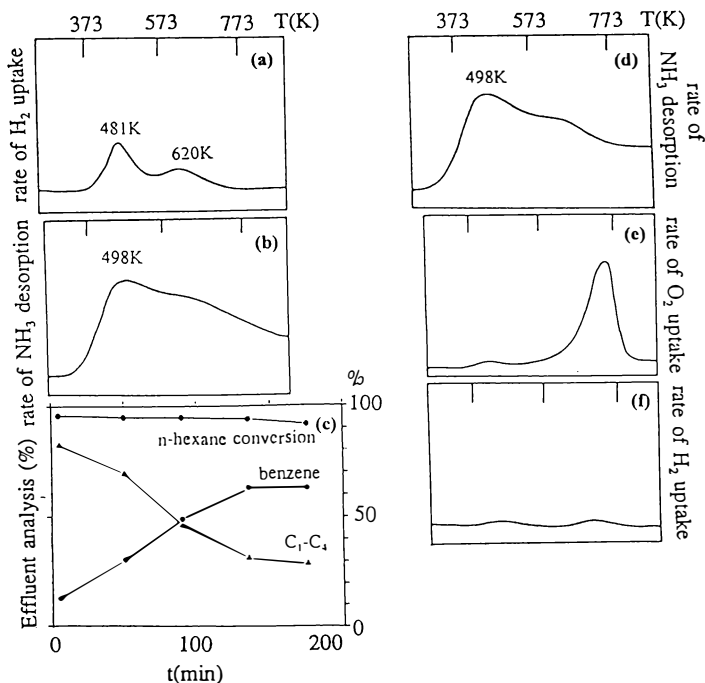 373 573 773 T(K)
(a)
481K
620K
rate of H₂ uptake
(b)
498K
rate of NH₃ desorption
%
100
(c)
n-hexane conversion
benzene
50
C₁-C₄
Effluent analysis (%)
0
0 100 200
t(min)
373 573 773 T(K)
(d)
498K
rate of
NH₃ desorption
(e)
rate of O₂ uptake
(f)
rate of H₂ uptake